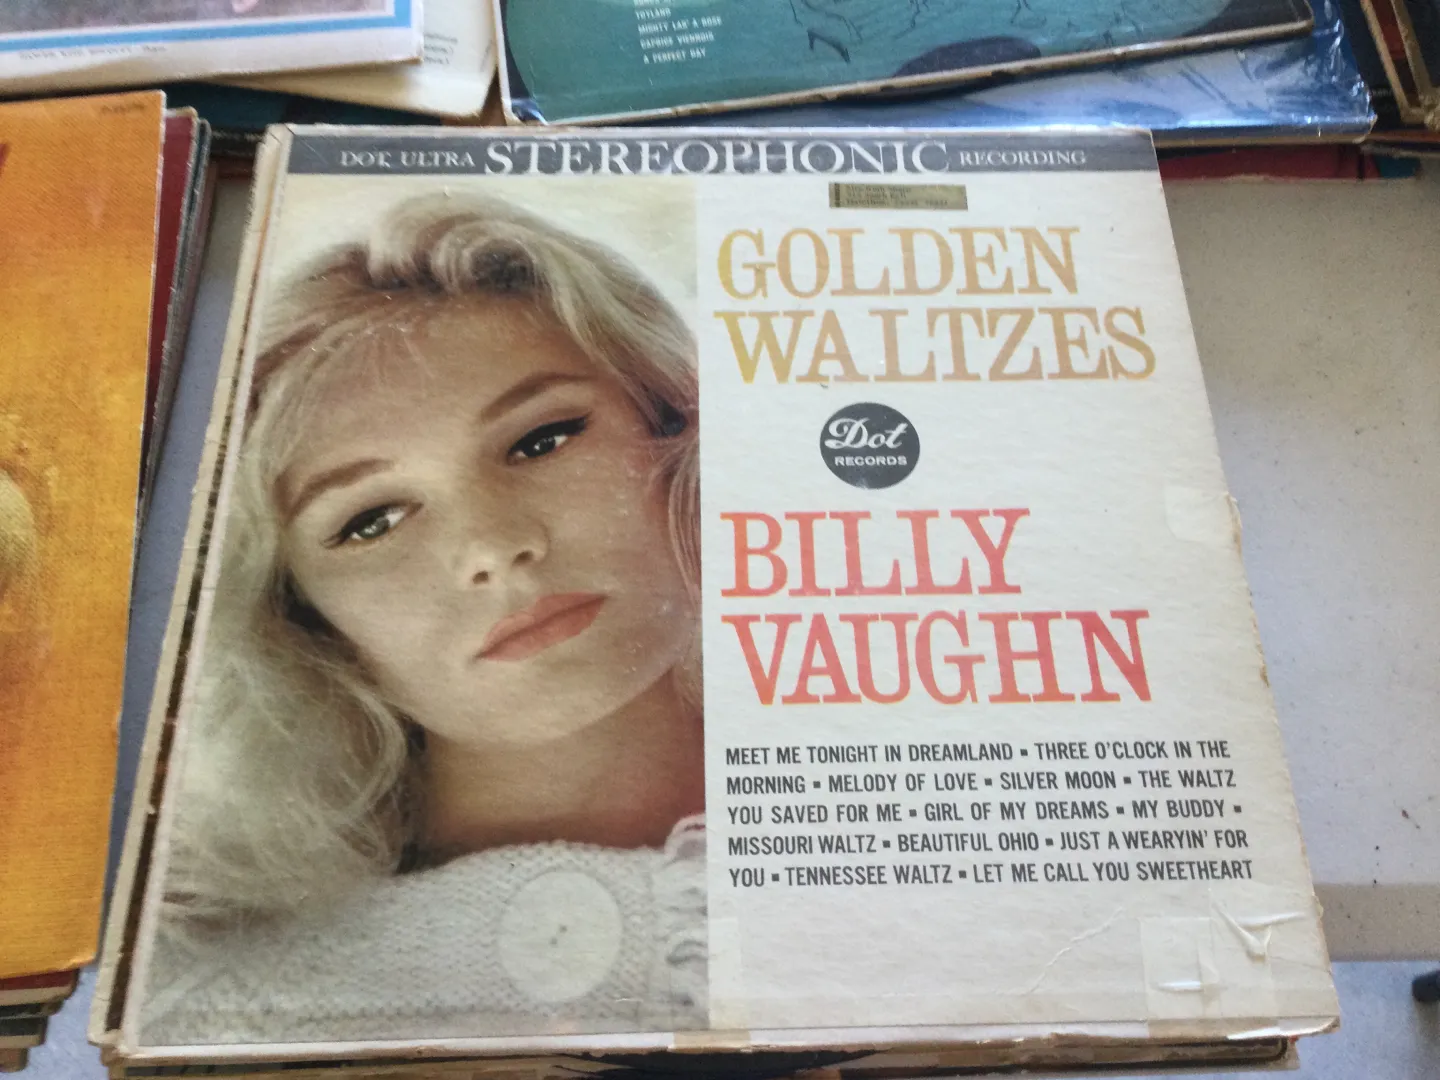 MIGHTY LAK' A ROSE
CAPRICE VIENNOIS
A PERFECT DAY
DOT ULTRA STEREOPHONIC RECORDING
GOLDEN
WALTZES
Dot
RECORDS
BILLY
VAUGHN
MEET ME TONIGHT IN DREAMLAND ▪ THREE O'CLOCK IN THE
MORNING ▪ MELODY OF LOVE ▪ SILVER MOON ▪ THE WALTZ
YOU SAVED FOR ME ▪ GIRL OF MY DREAMS ▪ MY BUDDY ▪
MISSOURI WALTZ ▪ BEAUTIFUL OHIO ▪ JUST A WEARYIN' FOR
YOU ▪ TENNESSEE WALTZ ▪ LET ME CALL YOU SWEETHEART